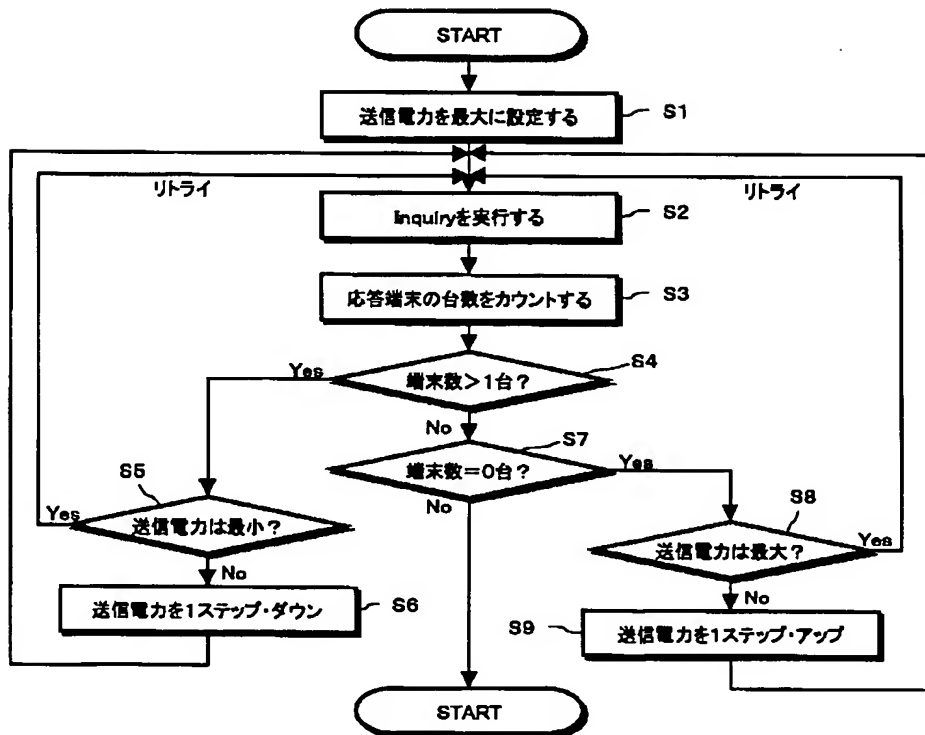 START
送信電力を最大に設定する
S1
リトライ
リトライ
Inquiryを実行する
S2
応答端末の台数をカウントする
S3
端末数>1台?
S4
Yes
No
端末数=0台?
S7
Yes
No
S5
送信電力は最小?
Yes
No
S8
送信電力は最大?
Yes
No
送信電力を1ステップ・ダウン
S6
S9
送信電力を1ステップ・アップ
START